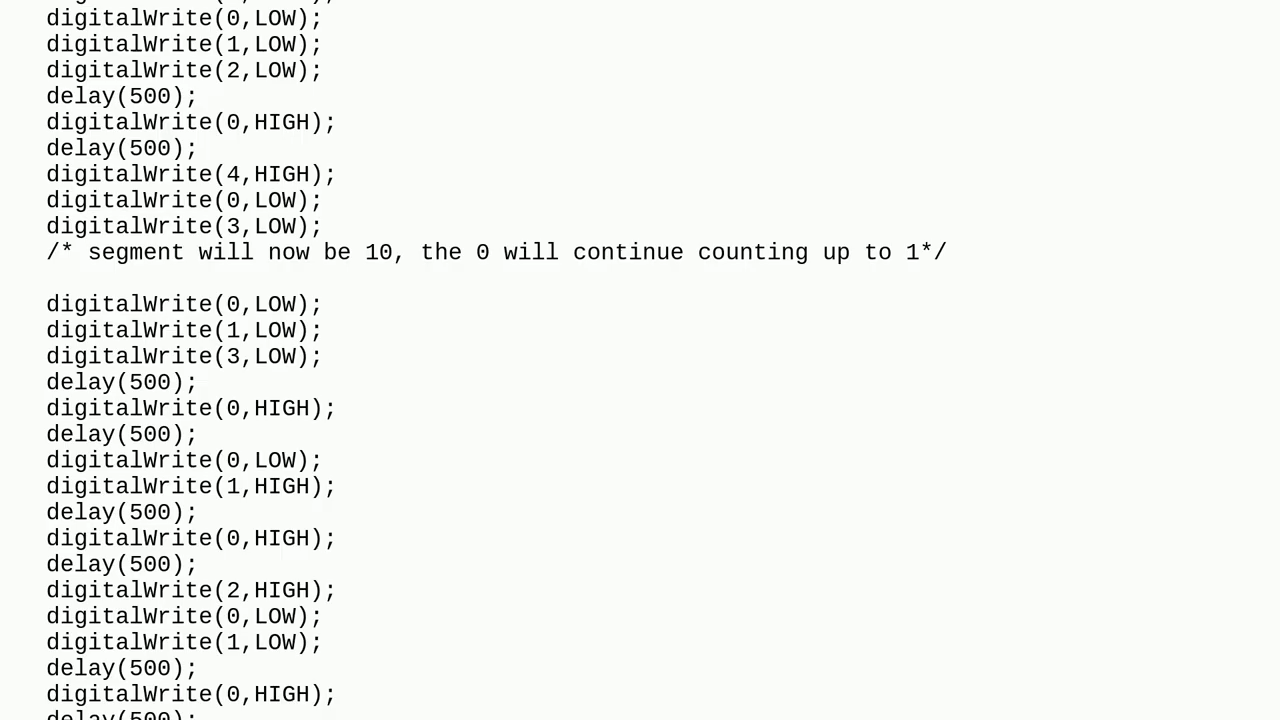 digitalWrite(0,LOW);
digitalWrite(1,LOW);
digitalWrite(2,LOW);
delay(500);
digitalWrite(0,HIGH);
delay(500);
digitalWrite(4,HIGH);
digitalWrite(0,LOW);
digitalWrite(3,LOW);
/* segment will now be 10, the 0 will continue counting up to 1*/
digitalWrite(0,LOW);
digitalWrite(1,LOW);
digitalWrite(3,LOW);
delay(500);
digitalWrite(0,HIGH);
delay(500);
digitalWrite(0,LOW);
digitalWrite(1,HIGH);
delay(500);
digitalWrite(0,HIGH);
delay(500);
digitalWrite(2,HIGH);
digitalWrite(0,LOW);
digitalWrite(1,LOW);
delay(500);
digitalWrite(0,HIGH);
delay(500);